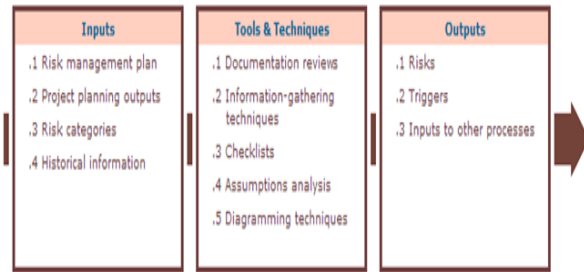 Inputs
.1 Risk management plan
.2 Project planning outputs
.3 Risk categories
.4 Historical information
Tools & Techniques
.1 Documentation reviews
.2 Information-gathering
techniques
.3 Checklists
.4 Assumptions analysis
.5 Diagramming techniques
Outputs
.1 Risks
.2 Triggers
.3 Inputs to other processes